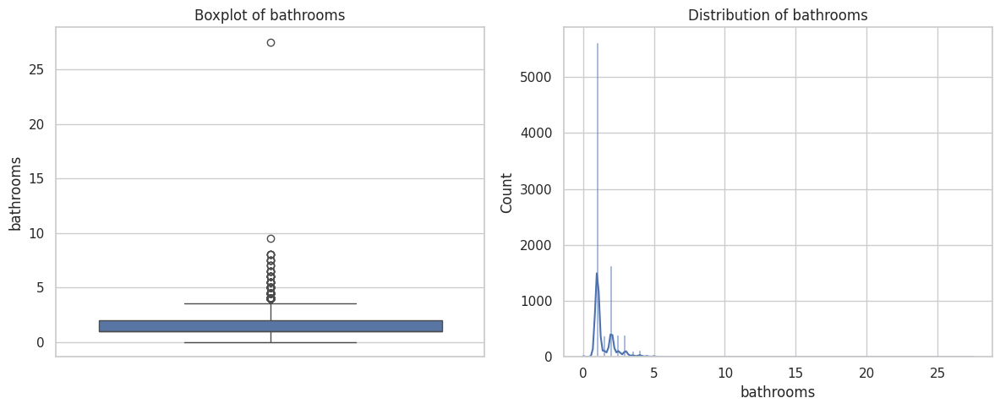 Boxplot of bathrooms
25
20
15
10
5
0
bathrooms
Distribution of bathrooms
5000
4000
3000
2000
1000
0
Count
0 5 10 15 20 25
bathrooms